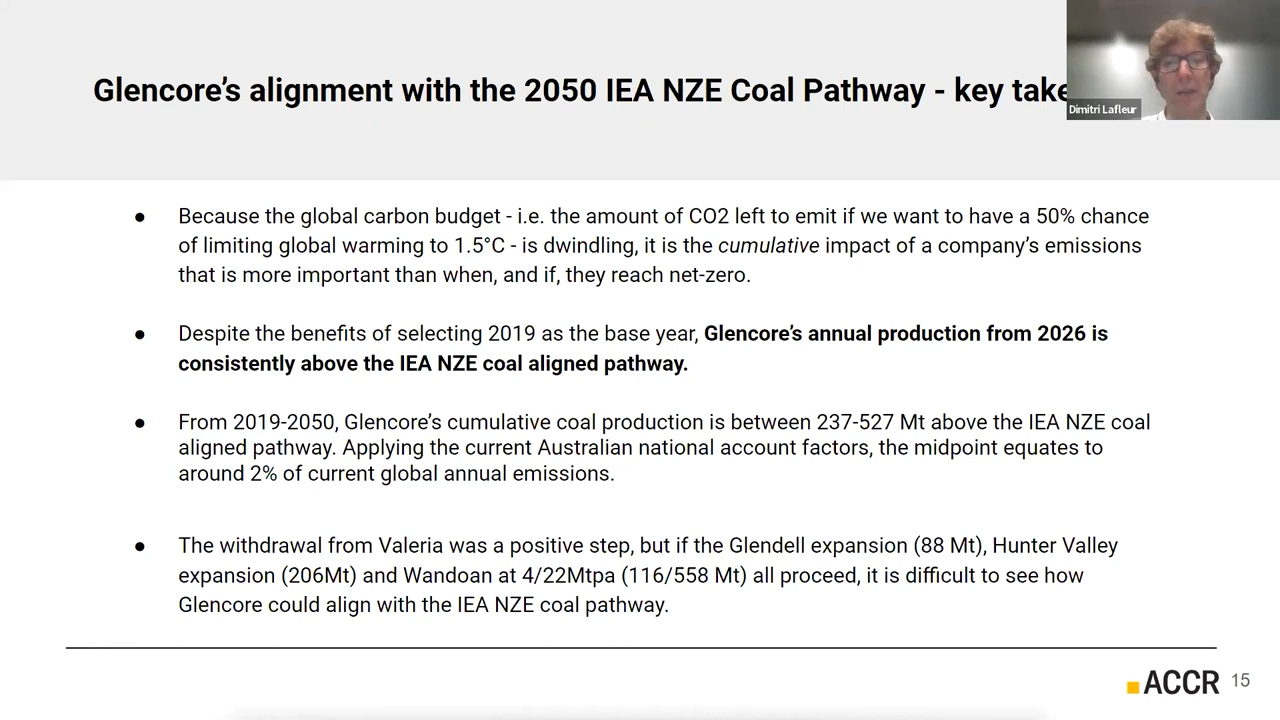 Glencore's alignment with the 2050 IEA NZE Coal Pathway - key take
Dimitri Lafleur
● Because the global carbon budget - i.e. the amount of CO2 left to emit if we want to have a 50% chance
of limiting global warming to 1.5°C - is dwindling, it is the cumulative impact of a company's emissions
that is more important than when, and if, they reach net-zero.
● Despite the benefits of selecting 2019 as the base year, Glencore's annual production from 2026 is
consistently above the IEA NZE coal aligned pathway.
● From 2019-2050, Glencore's cumulative coal production is between 237-527 Mt above the IEA NZE coal
aligned pathway. Applying the current Australian national account factors, the midpoint equates to
around 2% of current global annual emissions.
● The withdrawal from Valeria was a positive step, but if the Glendell expansion (88 Mt), Hunter Valley
expansion (206Mt) and Wandoan at 4/22Mtpa (116/558 Mt) all proceed, it is difficult to see how
Glencore could align with the IEA NZE coal pathway.
ACCR 15